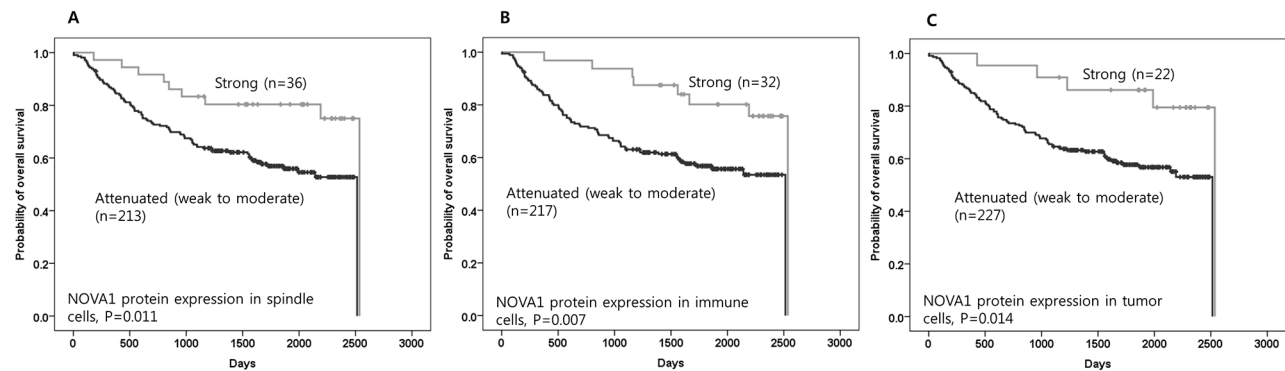 A
1.0
0.8
0.6
0.4
0.2
0.0
Probability of overall survival
Strong (n=36)
Attenuated (weak to moderate)
(n=213)
NOVA1 protein expression in spindle
cells, P=0.011
0 500 1000 1500 2000 2500 3000
Days
B
1.0
0.8
0.6
0.4
0.2
0.0
Probability of overall survival
Strong (n=32)
Attenuated (weak to moderate)
(n=217)
NOVA1 protein expression in immune
cells, P=0.007
0 500 1000 1500 2000 2500 3000
Days
C
1.0
0.8
0.6
0.4
0.2
0.0
Probability of overall survival
Strong (n=22)
Attenuated (weak to moderate)
(n=227)
NOVA1 protein expression in tumor
cells, P=0.014
0 500 1000 1500 2000 2500 3000
Days